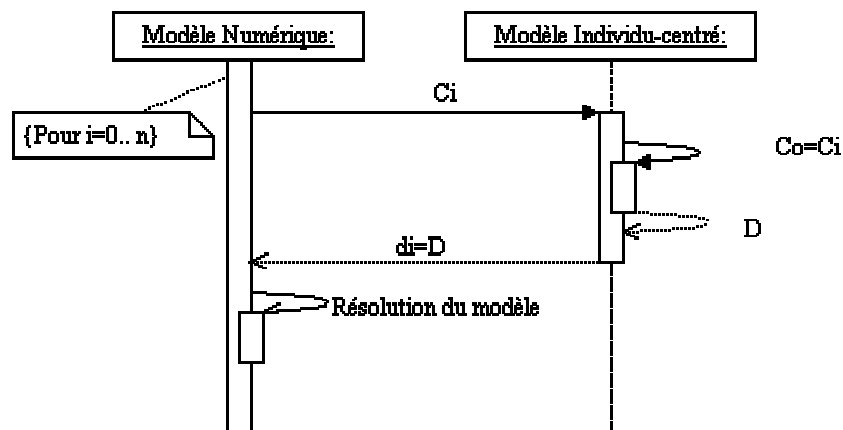 Modèle Numérique:
Modèle Individu-centré:
Ci
{Pour i=0.. n}
Co=Ci
D
di=D
Résolution du modèle